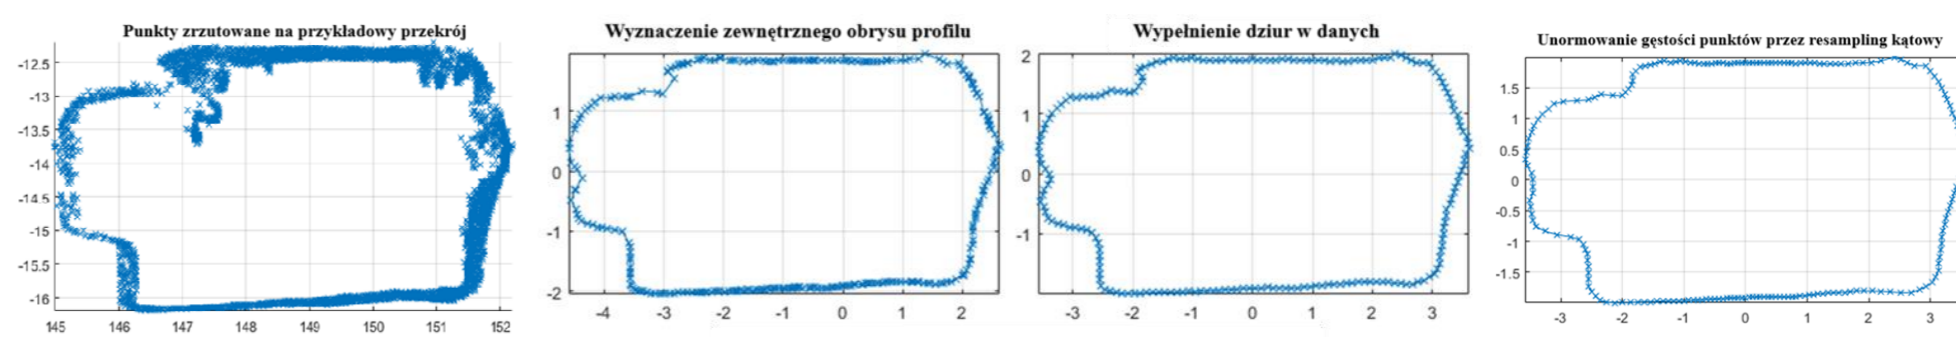 Punkty zrzutowane na przykładowy przekrój
-12.5
-13
-13.5
-14
-14.5
-15
-15.5
-16
145 146 147 148 149 150 151 152
Wyznaczenie zewnętrznego obrysu profilu
1
0
-1
-2
-4 -3 -2 -1 0 1 2
Wypełnienie dziur w danych
2
1
0
-1
-3 -2 -1 0 1 2 3
Unormowanie gęstości punktów przez resampling kątowy
1.5
1
0.5
0
-0.5
-1
-1.5
-3 -2 -1 0 1 2 3